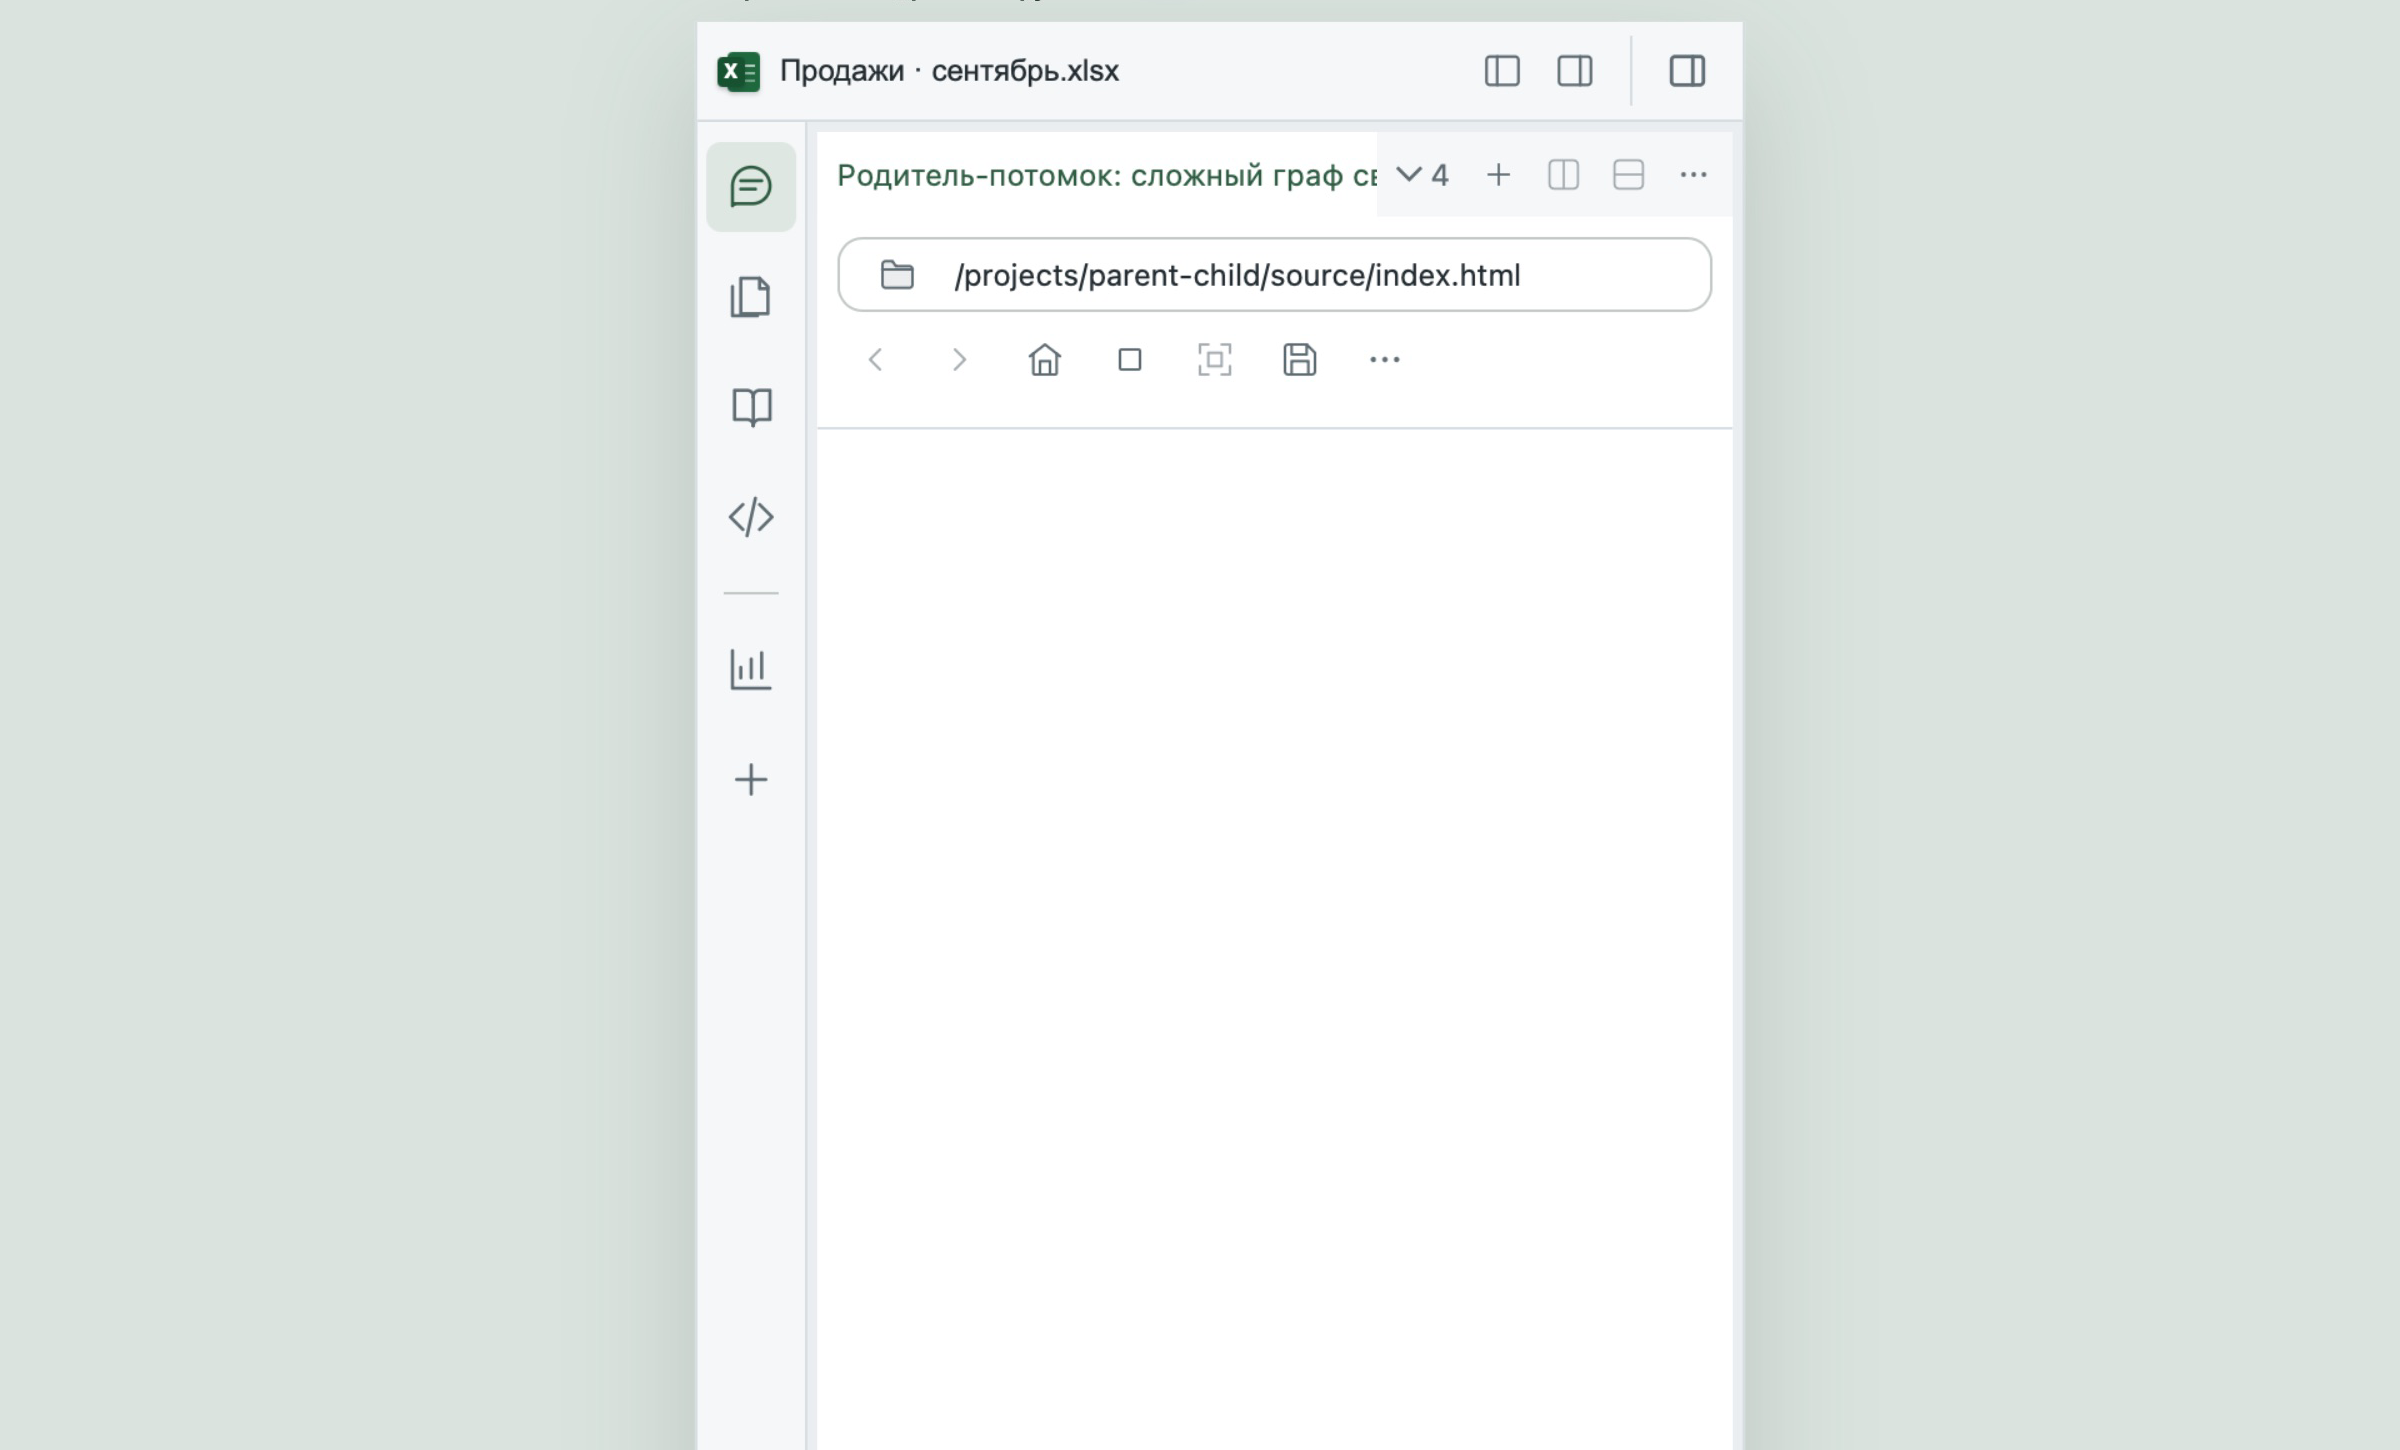 Продажи · сентябрь.xlsx
Родитель-потомок: сложный граф
4
/projects/parent-child/source/index.html